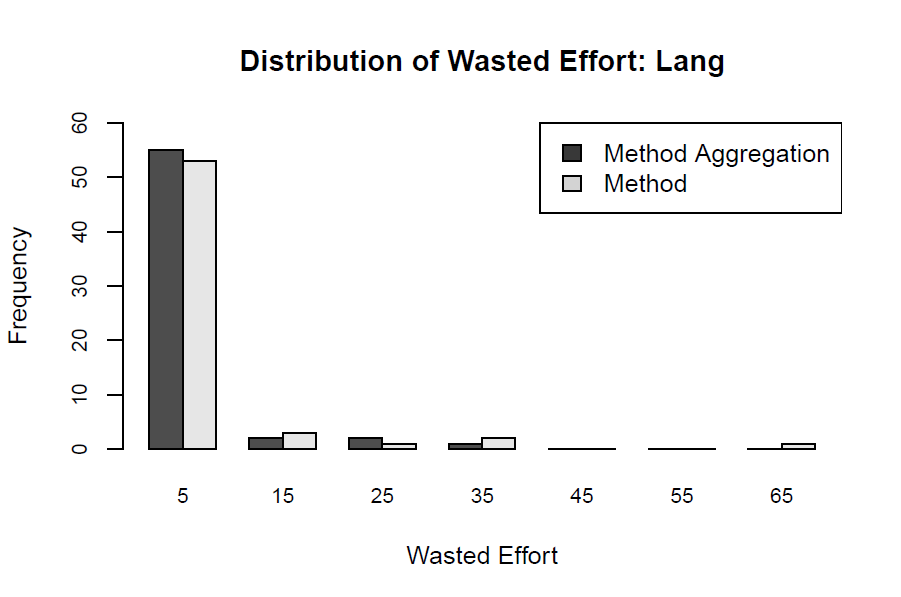 Distribution of Wasted Effort: Lang
Method Aggregation
Method
Frequency
60
50
40
30
20
10
0
5 15 25 35 45 55 65
Wasted Effort